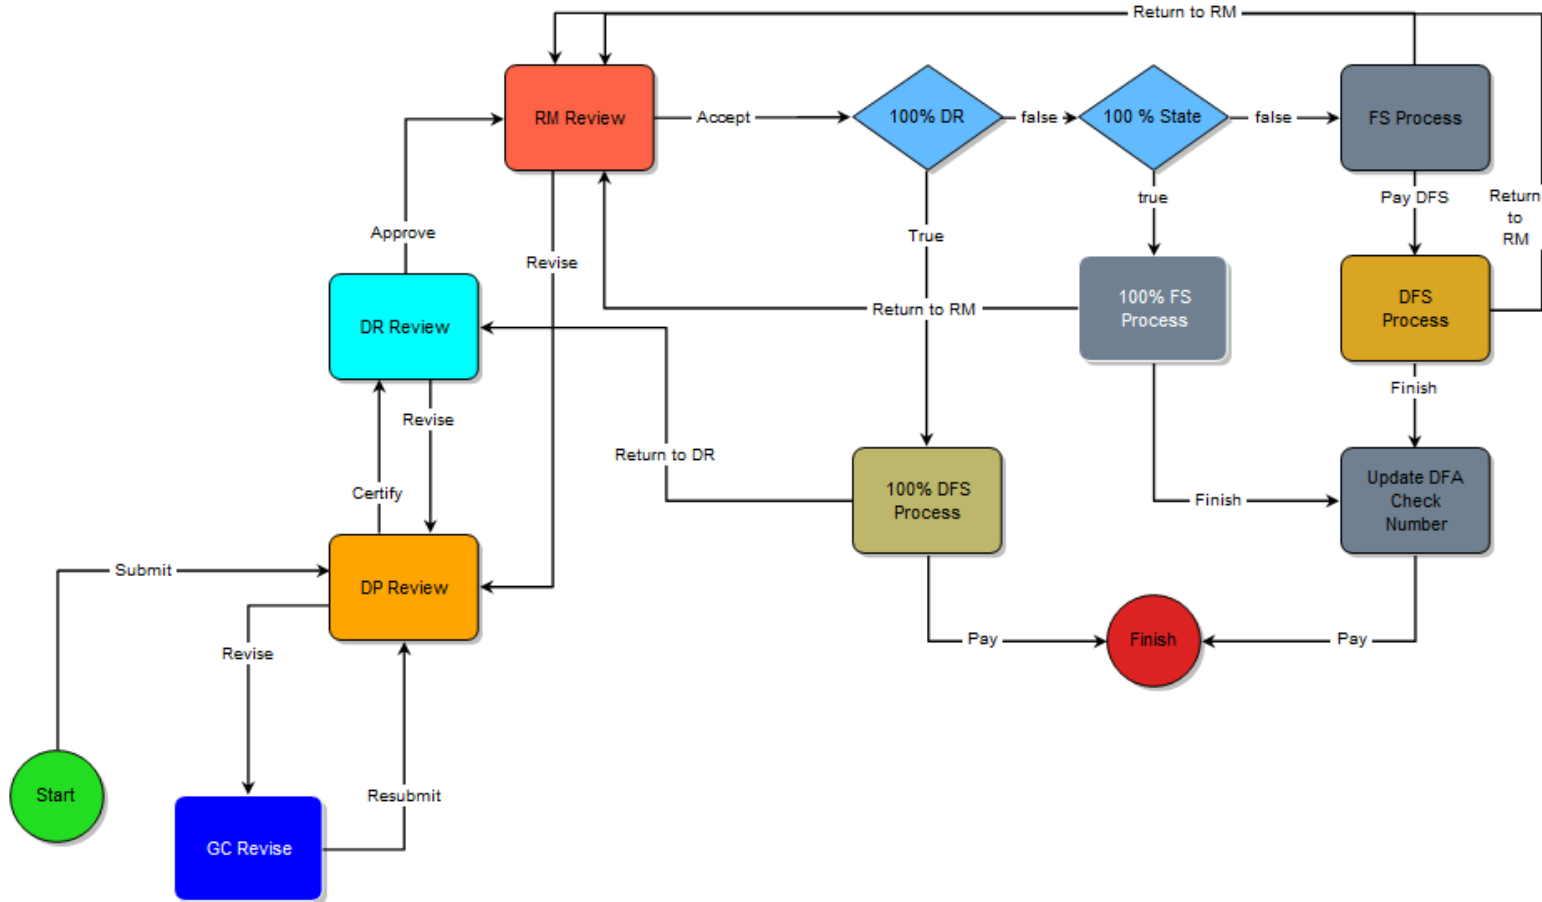 Return to RM
RM Review
Accept
100% DR
false
100 % State
false
FS Process
Approve
Revise
True
true
Pay DFS
Return
to
RM
DR Review
Return to RM
100% FS
Process
DFS
Process
Revise
Finish
Return to DR
Certify
100% DFS
Process
Finish
Update DFA
Check
Number
Submit
DP Review
Revise
Pay
Finish
Pay
Start
Resubmit
GC Revise